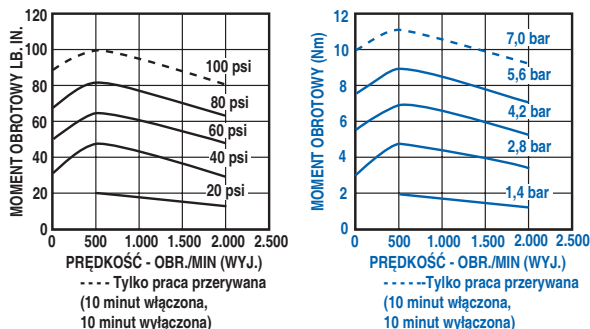 MOMENT OBROTOWY LB. IN.
120
100
80
60
40
20
0
100 psi
80 psi
60 psi
40 psi
20 psi
0 500 1.000 1.500 2.000 2.500
PRĘDKOŚĆ - OBR./MIN (WYJ.)
---- Tylko praca przerywana
(10 minut włączona,
10 minut wyłączona)
MOMENT OBROTOWY (Nm)
12
10
8
6
4
2
0
7,0 bar
5,6 bar
4,2 bar
2,8 bar
1,4 bar
0 500 1.000 1.500 2.000 2.500
PRĘDKOŚĆ - OBR./MIN (WYJ.)
------Tylko praca przerywana
(10 minut włączona,
10 minut wyłączona)